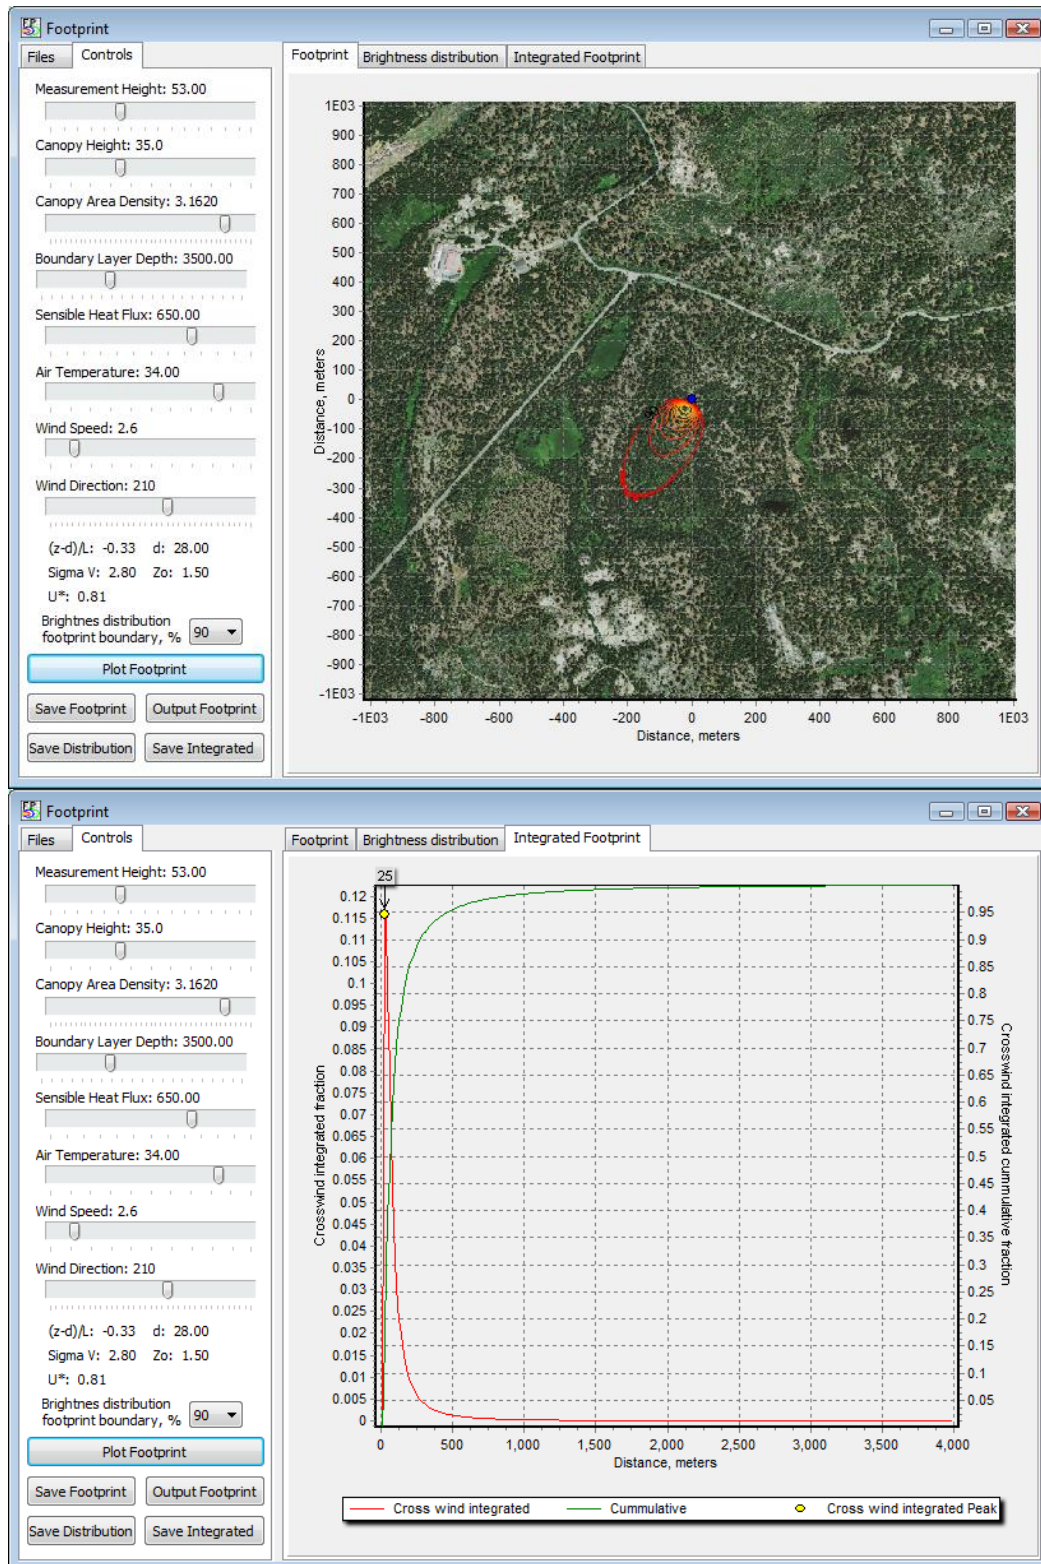 Footprint
Files Controls
Footprint Brightness distribution Integrated Footprint
Measurement Height: 53.00
Canopy Height: 35.0
Canopy Area Density: 3.1620
Boundary Layer Depth: 3500.00
Sensible Heat Flux: 650.00
Air Temperature: 34.00
Wind Speed: 2.6
Wind Direction: 210
(z-d)/L: -0.33 d: 28.00
Sigma V: 2.80 Zo: 1.50
U*: 0.81
Brightnes distribution
footprint boundary, % 90
Plot Footprint
Save Footprint Output Footprint
Save Distribution Save Integrated
1E03
900
800
700
600
500
400
300
200
100
0
-100
-200
-300
-400
-500
-600
-700
-800
-900
-1E03
Distance, meters
-1E03 -800 -600 -400 -200 0 200 400 600 800 1E03
Distance, meters
Footprint
Files Controls
Footprint Brightness distribution Integrated Footprint
Measurement Height: 53.00
Canopy Height: 35.0
Canopy Area Density: 3.1620
Boundary Layer Depth: 3500.00
Sensible Heat Flux: 650.00
Air Temperature: 34.00
Wind Speed: 2.6
Wind Direction: 210
(z-d)/L: -0.33 d: 28.00
Sigma V: 2.80 Zo: 1.50
U*: 0.81
Brightnes distribution
footprint boundary, % 90
Plot Footprint
Save Footprint Output Footprint
Save Distribution Save Integrated
25
0.12
0.115
0.11
0.105
0.1
0.095
0.09
0.085
0.08
0.075
0.07
0.065
0.06
0.055
0.05
0.045
0.04
0.035
0.03
0.025
0.02
0.015
0.01
0.005
0
Crosswind integrated fraction
0.95
0.9
0.85
0.8
0.75
0.7
0.65
0.6
0.55
0.5
0.45
0.4
0.35
0.3
0.25
0.2
0.15
0.1
0.05
Crosswind integrated cummulative fraction
0 500 1,000 1,500 2,000 2,500 3,000 3,500 4,000
Distance, meters
Cross wind integrated Cummulative Cross wind integrated Peak